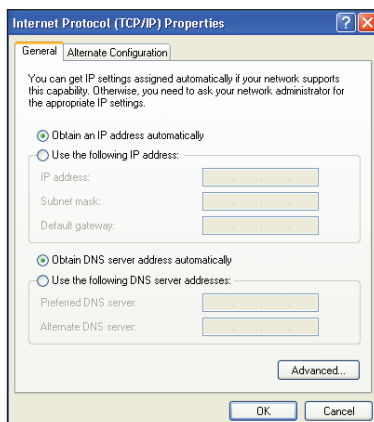 Internet Protocol (TCP/IP) Properties
General
Alternate Configuration
You can get IP settings assigned automatically if your network supports
this capability. Otherwise, you need to ask your network administrator for
the appropriate IP settings.
Obtain an IP address automatically
Use the following IP address:
IP address:
Subnet mask:
Default gateway:
Obtain DNS server address automatically
Use the following DNS server addresses:
Preferred DNS server:
Alternate DNS server:
Advanced...
OK
Cancel